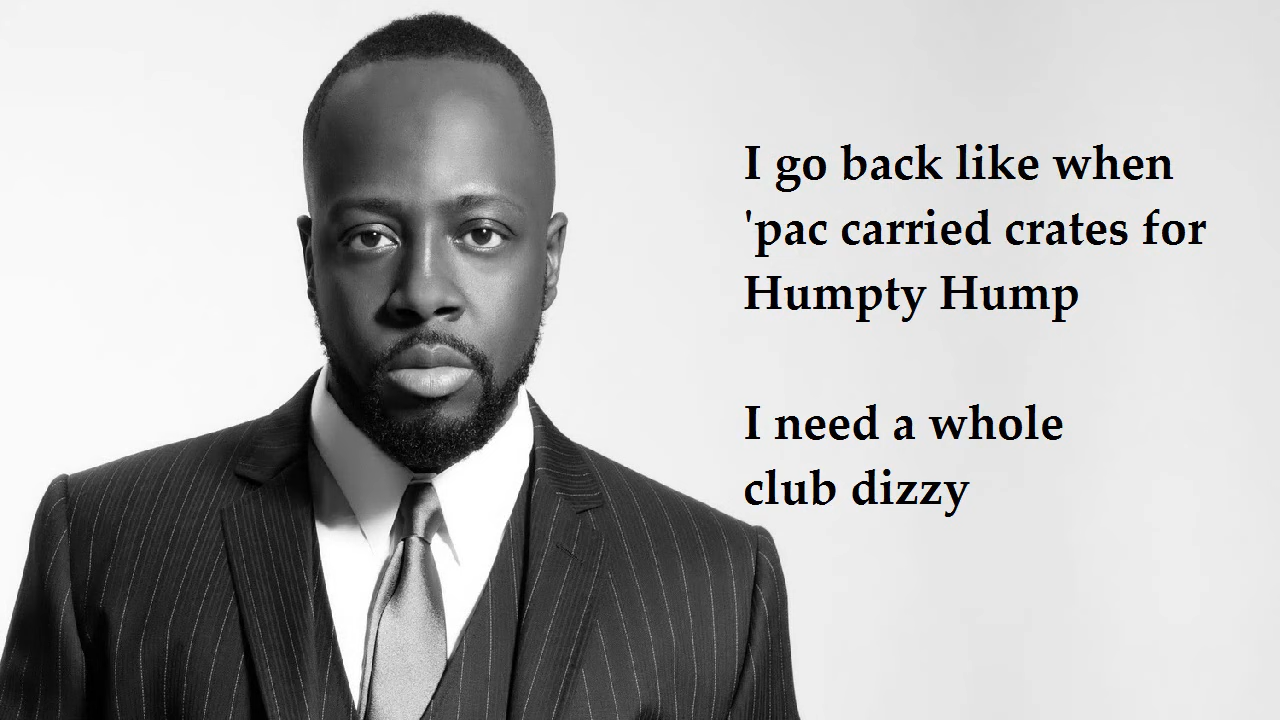 I go back like when
'pac carried crates for
Humpty Hump
I need a whole
club dizzy